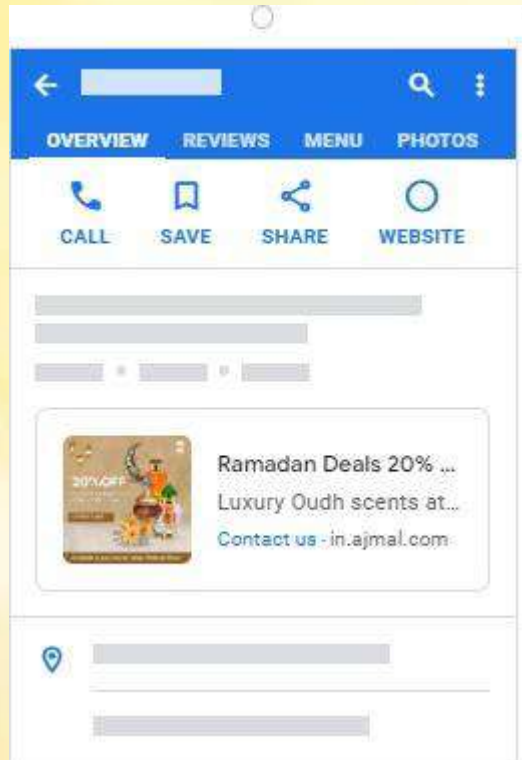 OVERVIEW REVIEWS MENU PHOTOS
CALL SAVE SHARE WEBSITE
20% OFF
Ramadan Deals 20% ...
Luxury Oudh scents at...
Contact us - in.ajmal.com